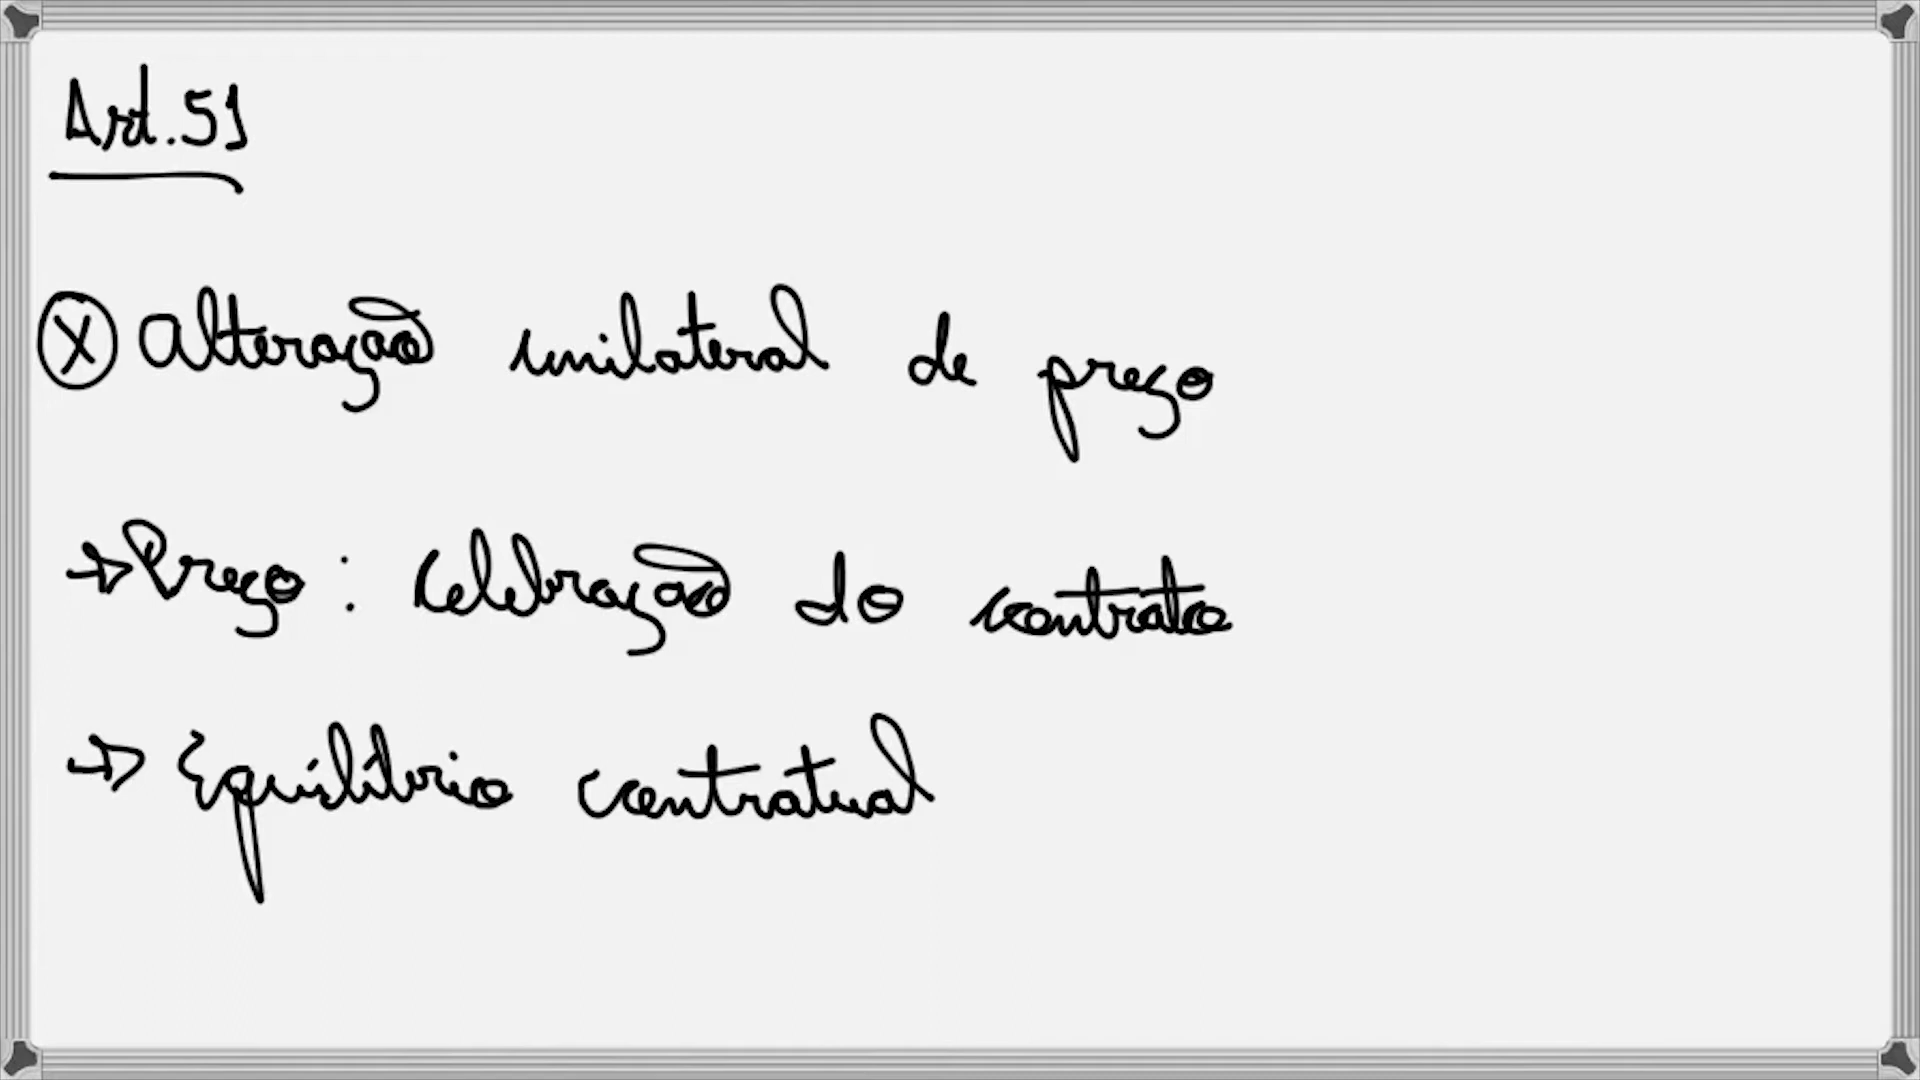 Art. 51
X Alteração unilateral de preço
→ Preço: Celebração do contrato
→ Equilíbrio contratual